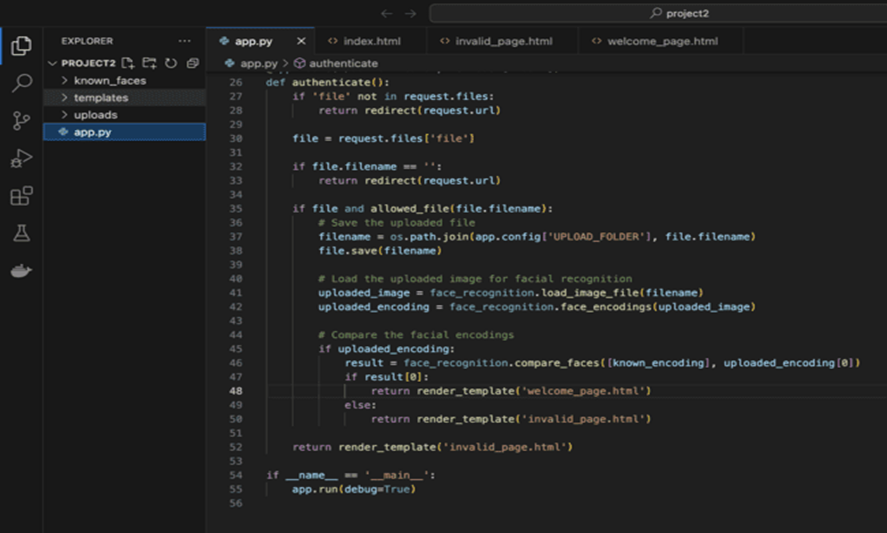 project2
EXPLORER ...
app.py
index.html
invalid_page.html
welcome_page.html
PROJECT2
known_faces
templates
uploads
app.py
app.py > authenticate
26 def authenticate():
27 if 'file' not in request.files:
28 return redirect(request.url)
29
30 file = request.files['file']
31
32 if file.filename == '':
33 return redirect(request.url)
34
35 if file and allowed_file(file.filename):
36 # Save the uploaded file
37 filename = os.path.join(app.config['UPLOAD_FOLDER'], file.filename)
38 file.save(filename)
39
40 # Load the uploaded image for facial recognition
41 uploaded_image = face_recognition.load_image_file(filename)
42 uploaded_encoding = face_recognition.face_encodings(uploaded_image)
43
44 # Compare the facial encodings
45 if uploaded_encoding:
46 result = face_recognition.compare_faces([known_encoding], uploaded_encoding[0])
47 if result[0]:
48 return render_template('welcome_page.html')
49 else:
50 return render_template('invalid_page.html')
51
52 return render_template('invalid_page.html')
53
54 if __name__ == '__main__':
55 app.run(debug=True)
56